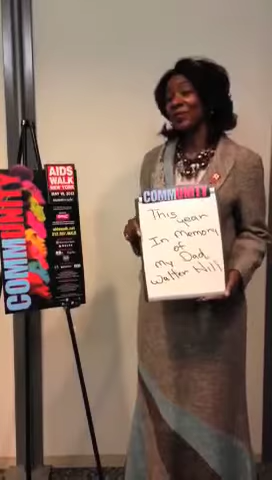 AIDS
WALK
NEW YORK
COMMUNITY
COMMUNITY
This
year
In memory
of
my Dad
Walter Hill